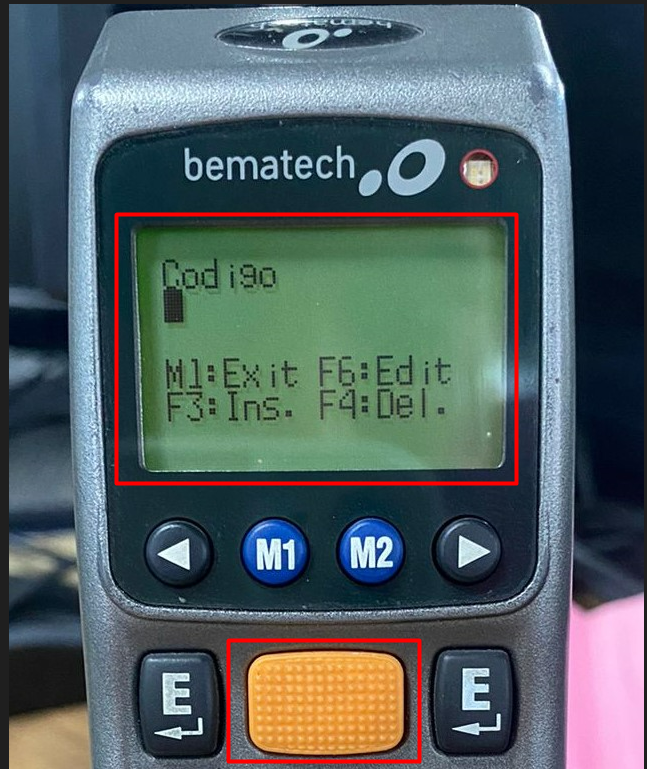 bematech
Codigo
M1:Exit F6:Edit
F3:Ins. F4:Del.
M1 M2
E E